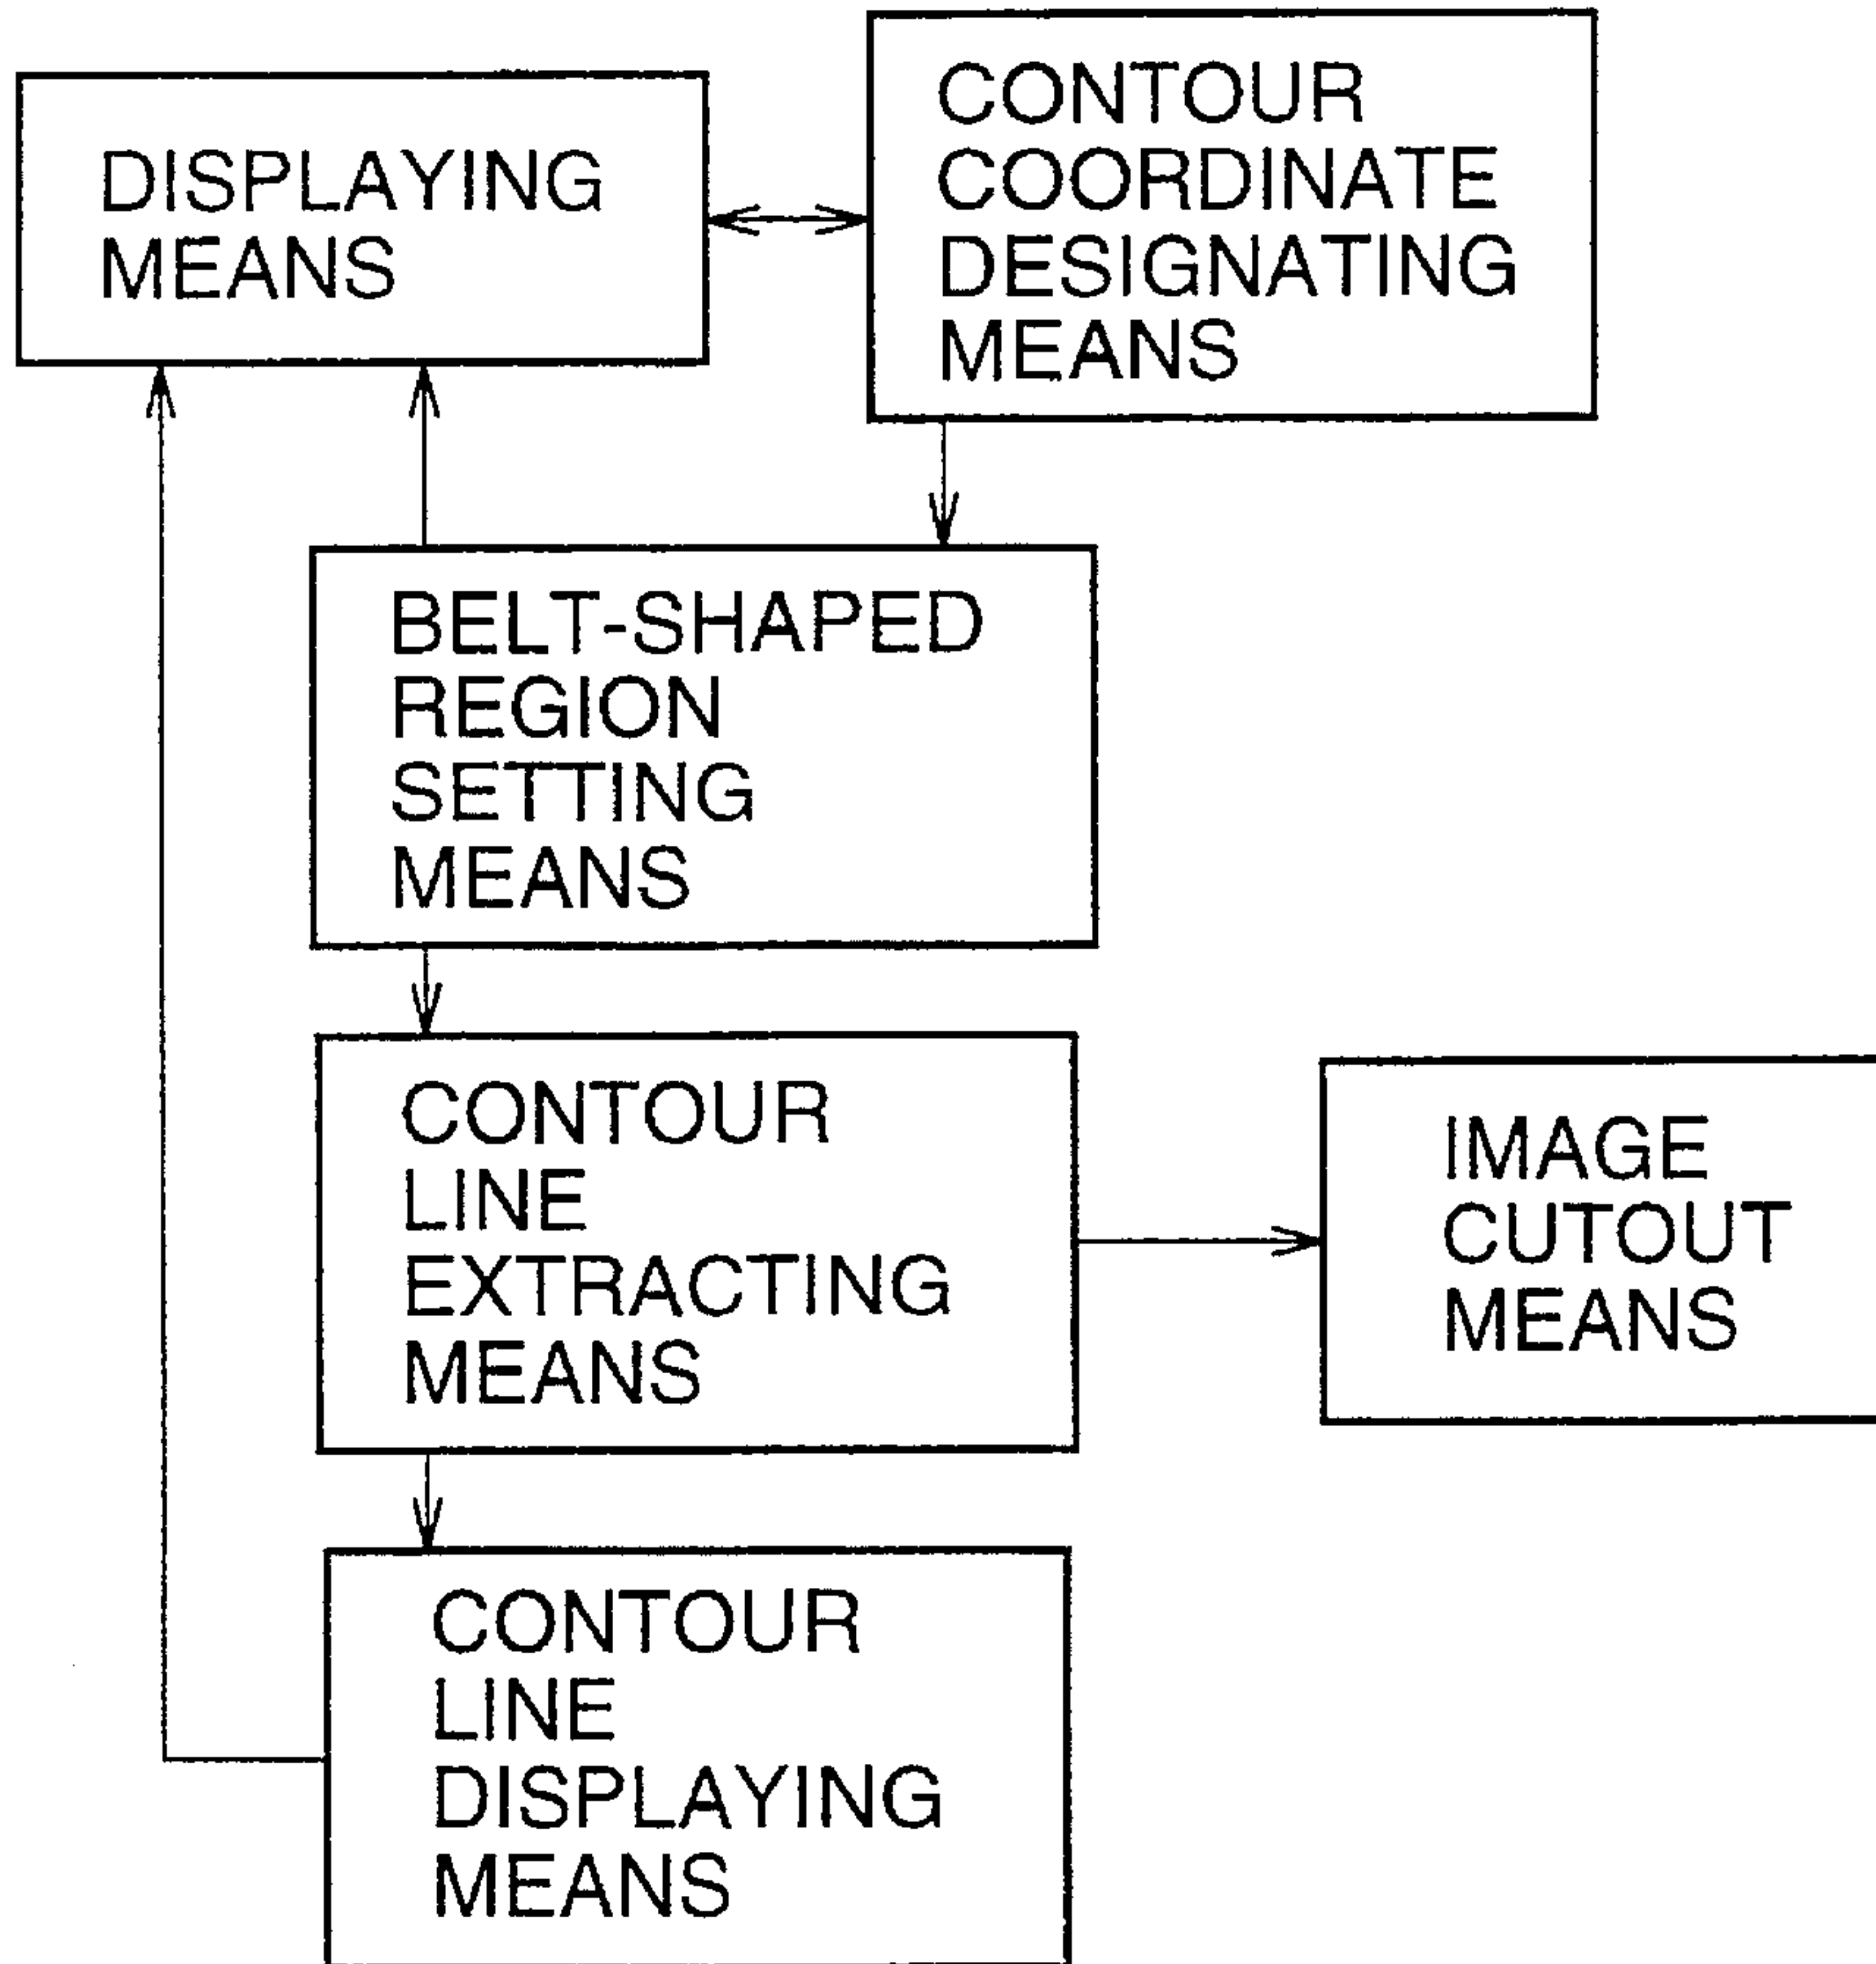 DISPLAYING
MEANS
CONTOUR
COORDINATE
DESIGNATING
MEANS
BELT-SHAPED
REGION
SETTING
MEANS
CONTOUR
LINE
EXTRACTING
MEANS
IMAGE
CUTOUT
MEANS
CONTOUR
LINE
DISPLAYING
MEANS